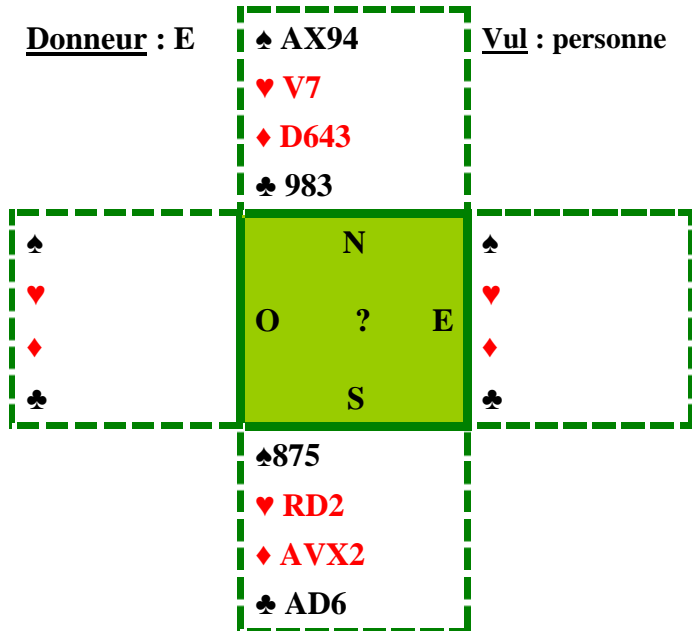 Donneur : E
♠ AX94
♥ V7
♦ D643
♣ 983
Vul : personne
♠
♥
♦
♣
N
O ? E
S
♠
♥
♦
♣
♠875
♥ RD2
♦ AVX2
♣ AD6